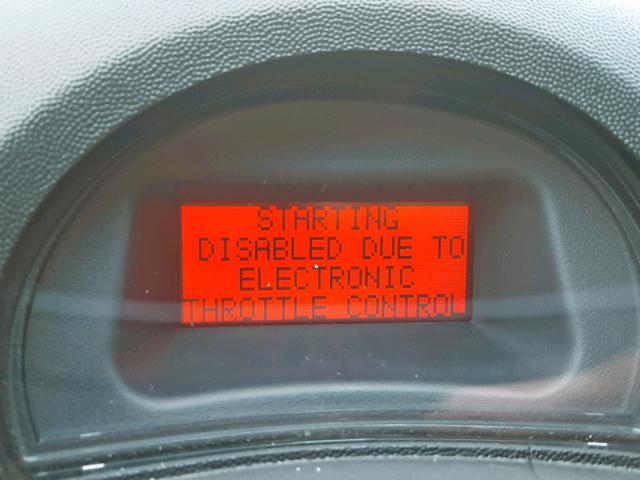 STARTING
DISABLED DUE TO
ELECTRONIC
THROTTLE CONTROL